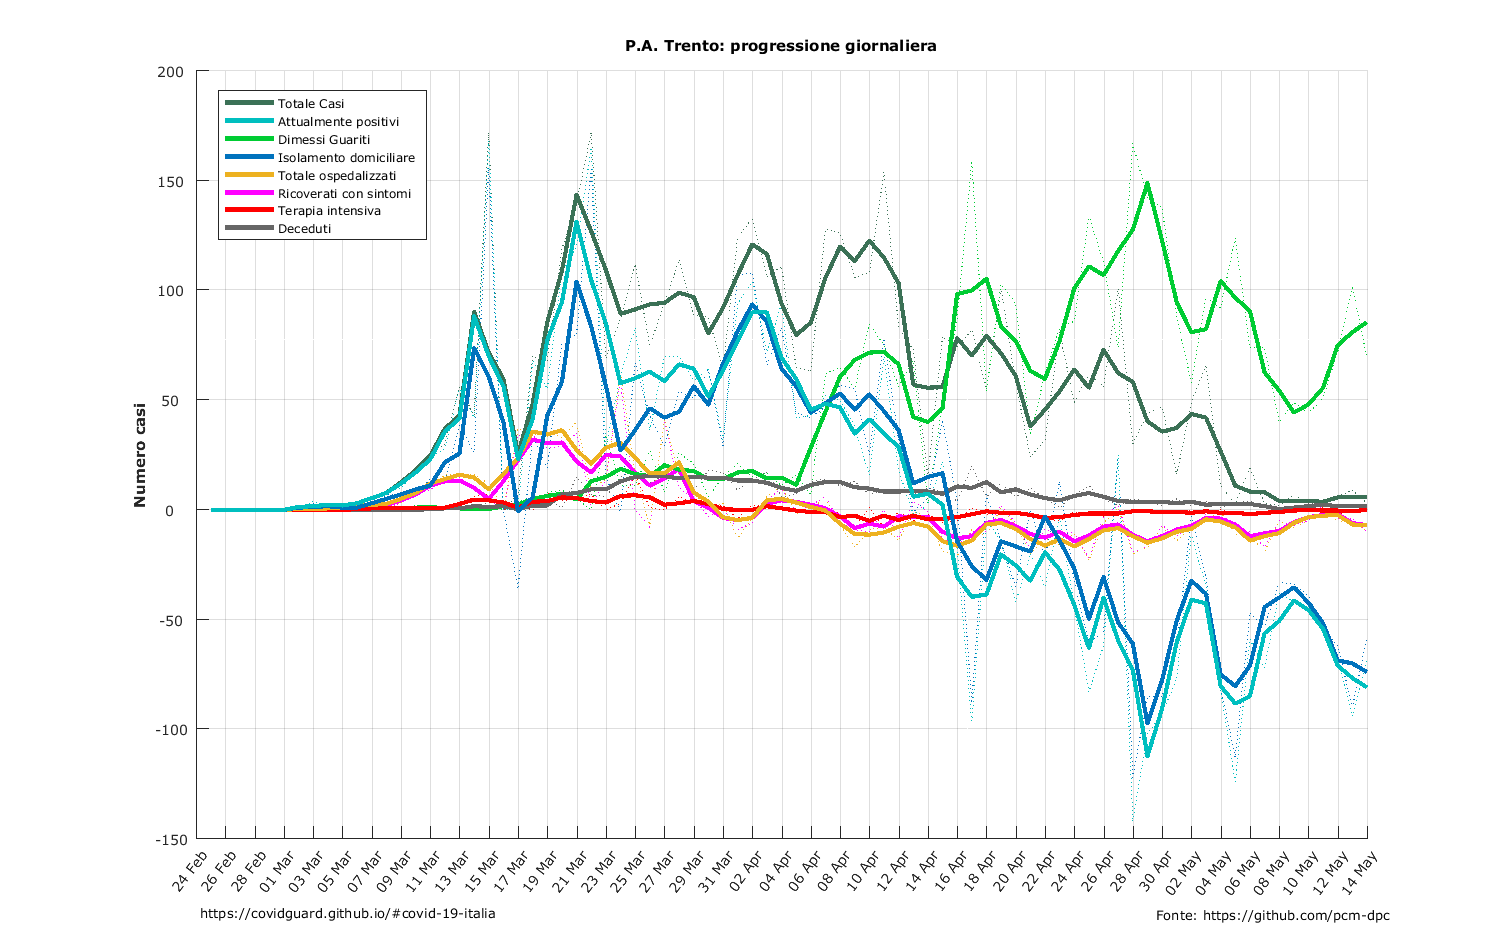 P.A. Trento: progressione giornaliera
200
150
100
50
0
-50
-100
-150
Numero casi
Totale Casi
Attualmente positivi
Dimessi Guariti
Isolamento domiciliare
Totale ospedalizzati
Ricoverati con sintomi
Terapia intensiva
Deceduti
24 Feb
26 Feb
28 Feb
01 Mar
03 Mar
05 Mar
07 Mar
09 Mar
11 Mar
13 Mar
15 Mar
17 Mar
19 Mar
21 Mar
23 Mar
25 Mar
27 Mar
29 Mar
31 Mar
02 Apr
04 Apr
06 Apr
08 Apr
10 Apr
12 Apr
14 Apr
16 Apr
18 Apr
20 Apr
22 Apr
24 Apr
26 Apr
28 Apr
30 Apr
02 May
04 May
06 May
08 May
10 May
12 May
14 May
https://covidguard.github.io/#covid-19-italia
Fonte: https://github.com/pcm-dpc